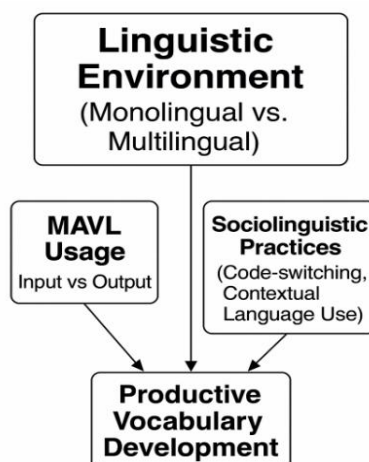 Linguistic
Environment
(Monolingual vs.
Multilingual)
MAVL
Usage
Input vs Output
Sociolinguistic
Practices
(Code-switching,
Contextual
Language Use)
Productive
Vocabulary
Development